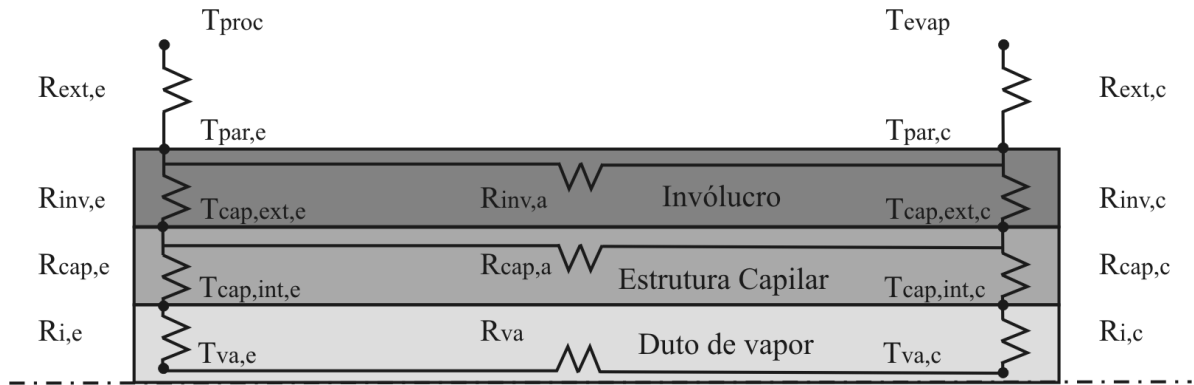 Tproc
Tevap
Rext,e
Rext,c
Tpar,e
Tpar,c
Rinv,e
Tcap,ext,e
Rinv,a
Invólucro
Tcap,ext,c
Rinv,c
Rcap,e
Tcap,int,e
Rcap,a
Estrutura Capilar
Tcap,int,c
Rcap,c
Ri,e
Tva,e
Rva
Duto de vapor
Tva,c
Ri,c